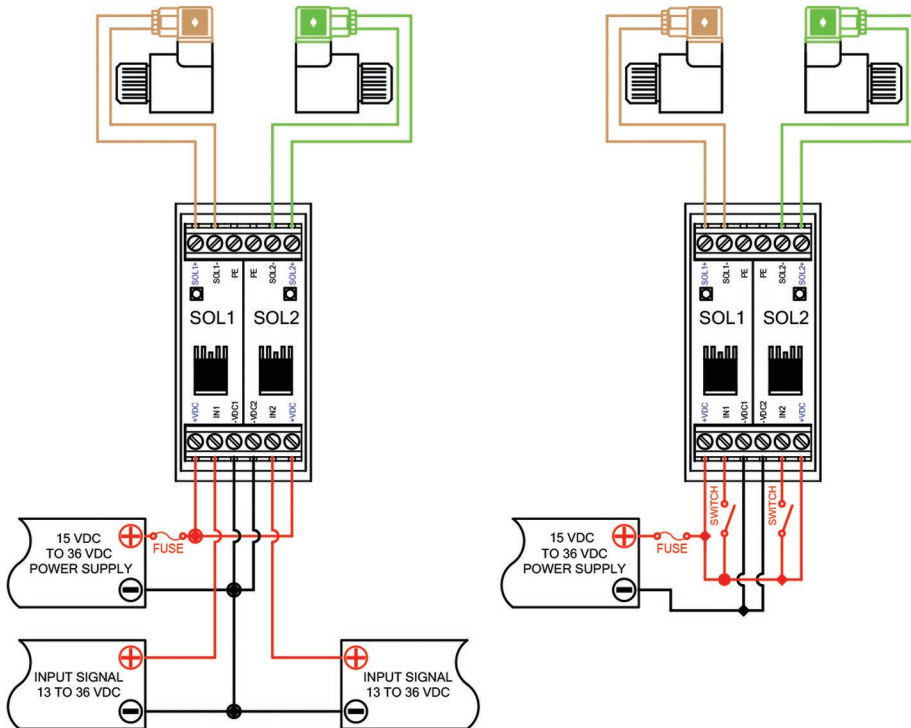 SOL1+
SOL1-
PE
PE
SOL2-
SOL2+
SOL1
SOL2
+VDC
IN1
-VDC1
-VDC2
IN2
+VDC
15 VDC
TO 36 VDC
POWER SUPPLY
FUSE
INPUT SIGNAL
13 TO 36 VDC
INPUT SIGNAL
13 TO 36 VDC
SOL1+
SOL1-
PE
PE
SOL2-
SOL2+
SOL1
SOL2
+VDC
IN1
-VDC1
-VDC2
IN2
+VDC
SWITCH
SWITCH
15 VDC
TO 36 VDC
POWER SUPPLY
FUSE